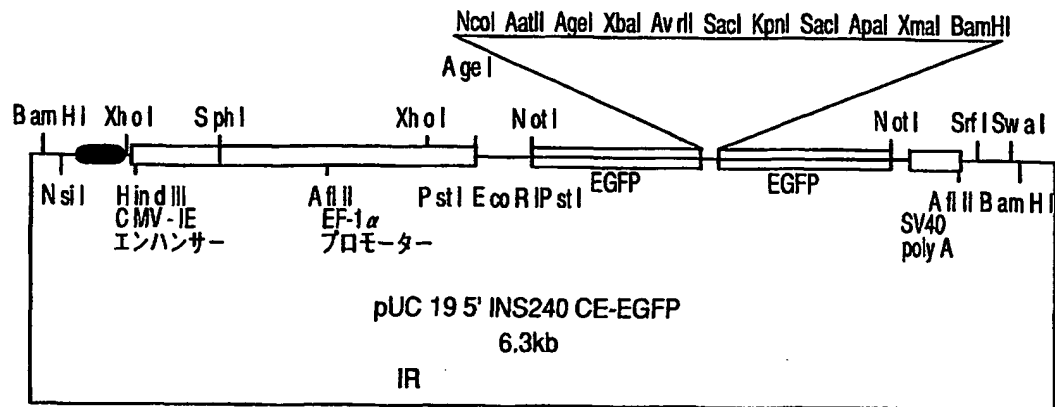 NcoI AatII AgeI XbaI AvrII SacI KpnI SacI ApaI XmaI BamHI
AgeI
BamHI XhoI SphI XhoI NotI NotI SrfI SwaI
EGFP EGFP
NsiI HindIII AflII PstI EcoRI PstI AflII BamHI
CMV-IE EF-1α SV40
エンハンサー プロモーター poly A
pUC 19 5' INS240 CE-EGFP
6.3kb
IR